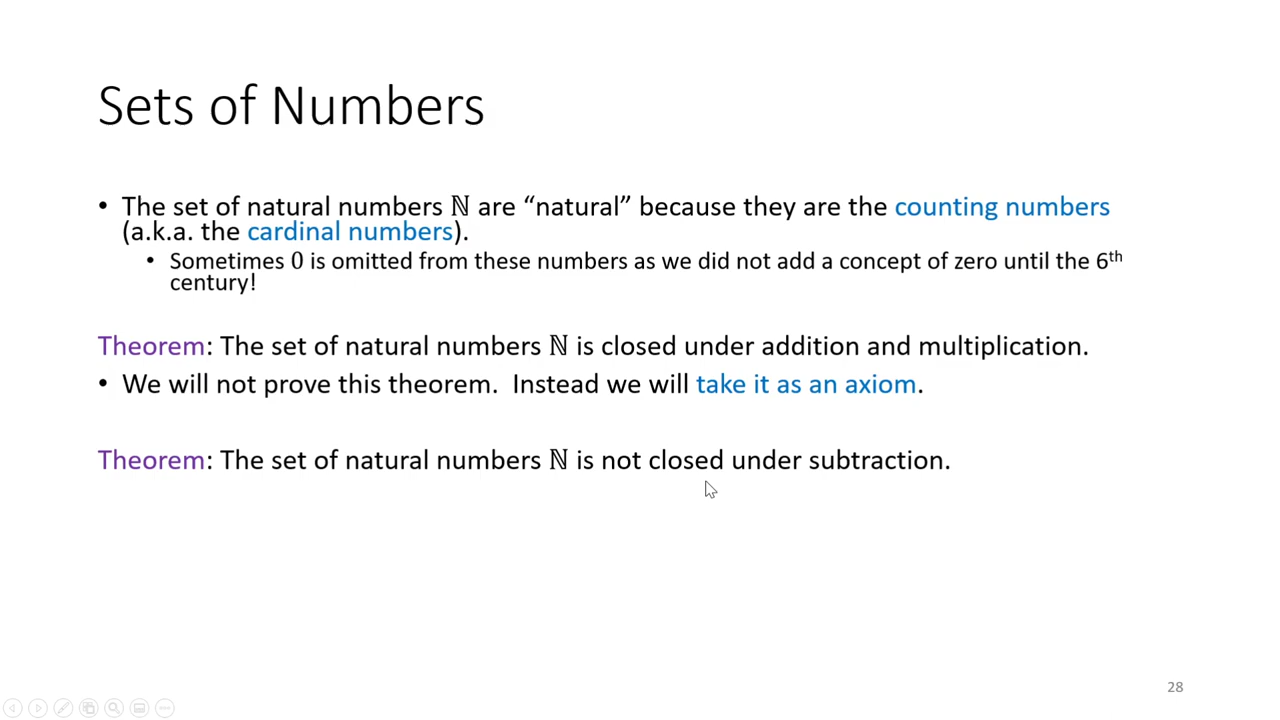 Sets of Numbers
• The set of natural numbers ℕ are “natural” because they are the counting numbers
(a.k.a. the cardinal numbers).
• Sometimes 0 is omitted from these numbers as we did not add a concept of zero until the 6th
century!
Theorem: The set of natural numbers ℕ is closed under addition and multiplication.
• We will not prove this theorem.  Instead we will take it as an axiom.
Theorem: The set of natural numbers ℕ is not closed under subtraction.
28